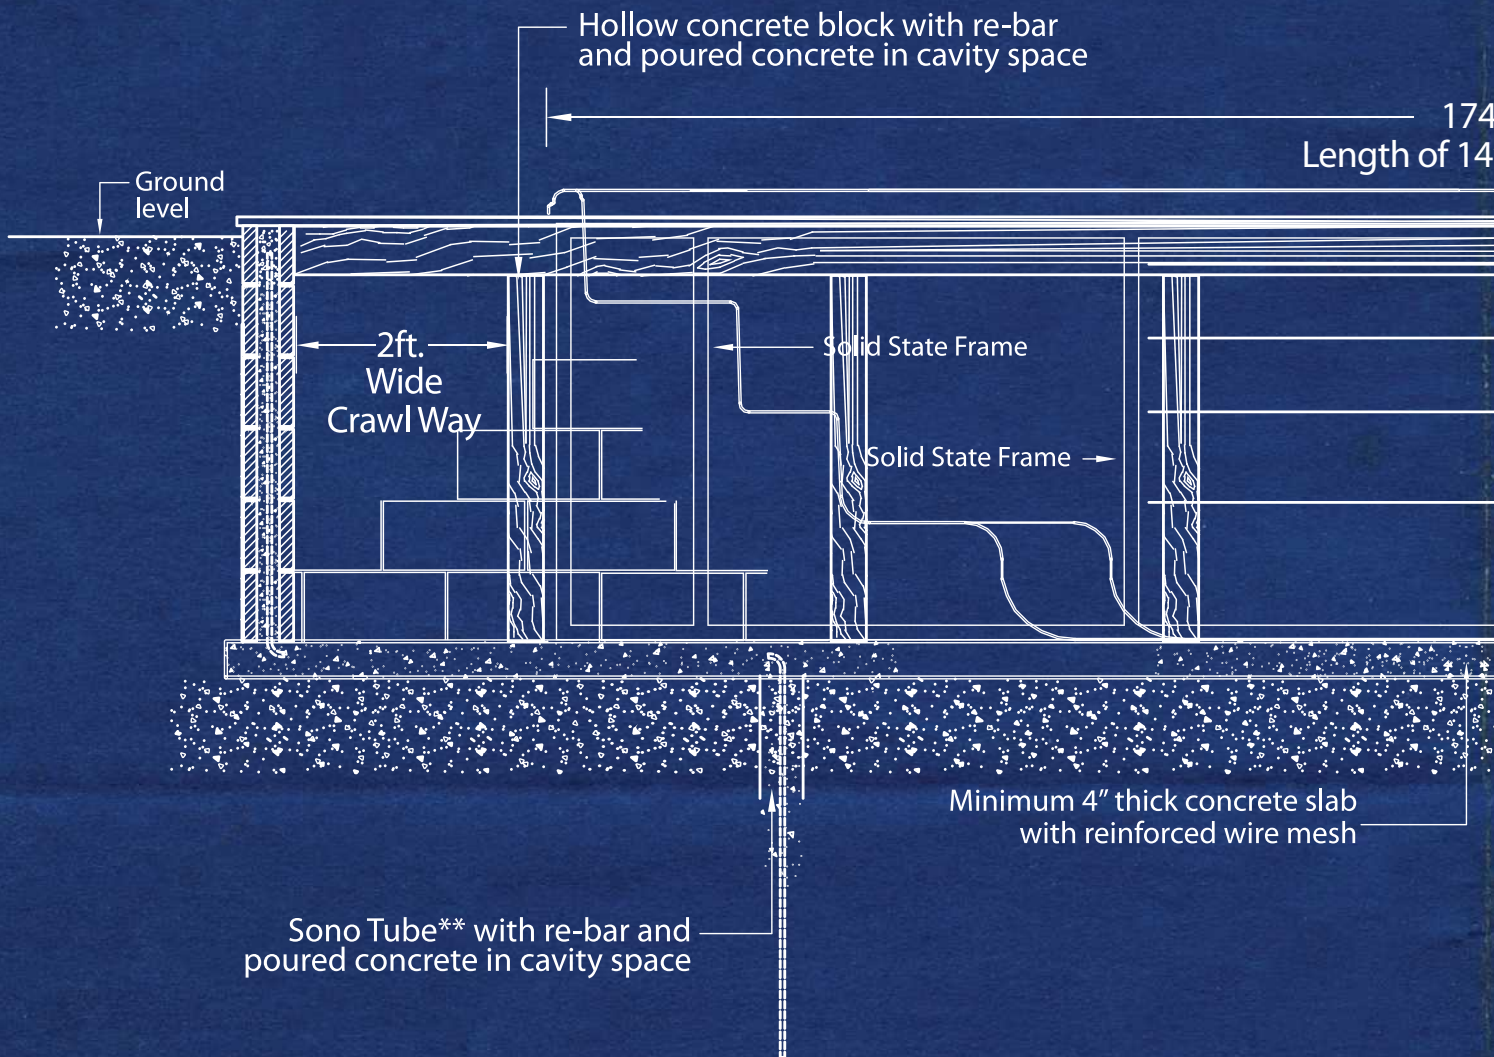 Hollow concrete block with re-bar
and poured concrete in cavity space
174
Length of 14
Ground
level
2ft.
Wide
Crawl Way
Solid State Frame
Solid State Frame
Minimum 4” thick concrete slab
with reinforced wire mesh
Sono Tube** with re-bar and
poured concrete in cavity space